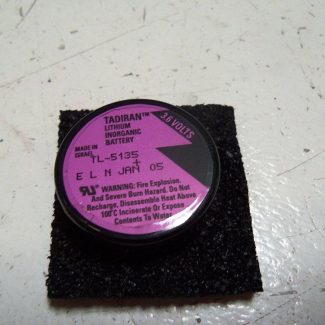 TADIRAN™
LITHIUM
INORGANIC
BATTERY
3.6 VOLTS
MADE IN
ISRAEL
TL-5135
+
E L N JAN 05
WARNING: Fire Explosion,
And Severe Burn Hazard. Do Not
Recharge, Disassemble Heat Above
100°C Incinerate Or Expose
Contents To Water